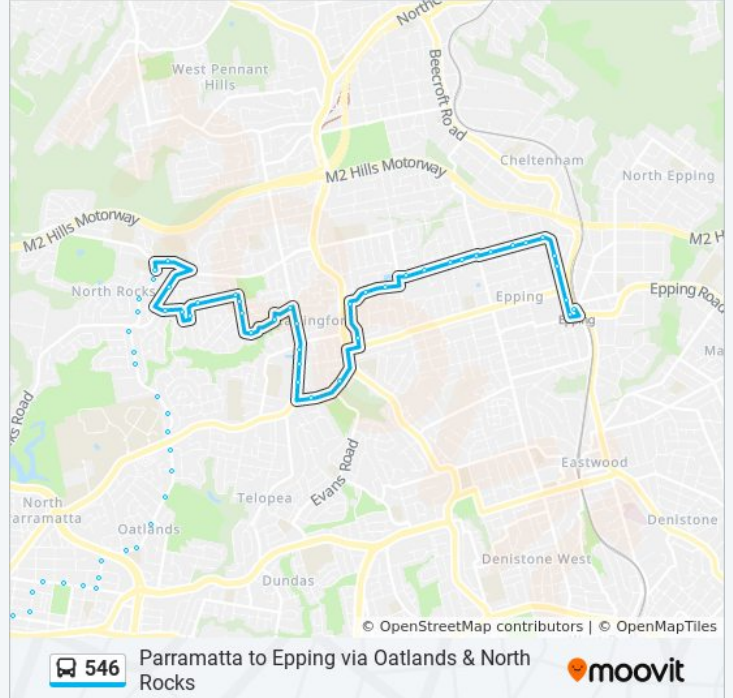 West Pennant
Hills
Beecroft Road
Cheltenham
North Epping
M2 Hills Motorway
M2 Hills Motorway
M2 H
North Rocks
Epping
Epping Road
Epping
Ma
ks Road
Evans Road
Eastwood
North
arramatta
Telopea
Oatlands
Denistone
Denistone West
Dundas
© OpenStreetMap contributors | © OpenMapTiles
546
Parramatta to Epping via Oatlands & North
Rocks
moovit